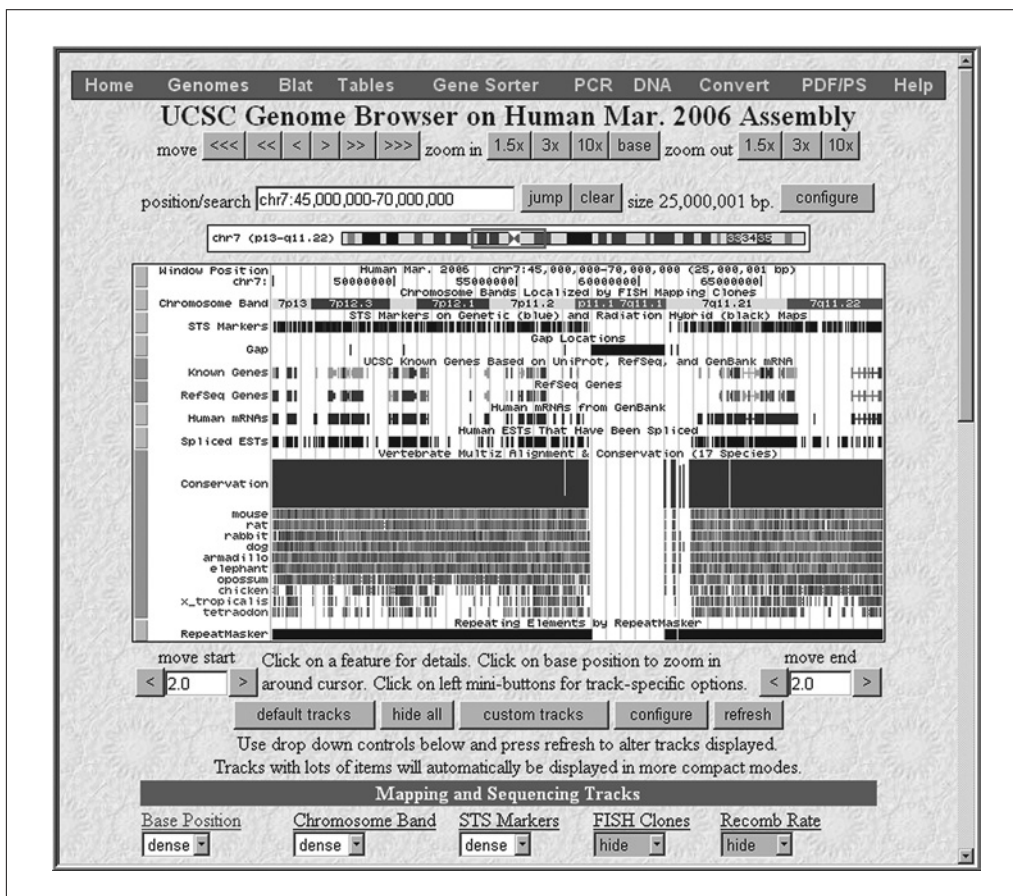 Home Genomes Blat Tables Gene Sorter PCR DNA Convert PDF/PS Help
UCSC Genome Browser on Human Mar. 2006 Assembly
move <<< << < > >> >>> zoom in 1.5x 3x 10x base zoom out 1.5x 3x 10x
position/search chr7:45,000,000-70,000,000 jump clear size 25,000,001 bp. configure
chr7 (p13-q11.22)
Window Position Human Mar. 2006 chr7:45,000,000-70,000,000 (25,000,001 bp)
chr7: 50000000 55000000 60000000 65000000
Chromosome Bands Localized by FISH Mapping Clones
Chromosome Band 7p13 7p12.3 7p12.1 7p11.2 p11.1 7q11.1 7q11.21 7q11.22
STS Markers on Genetic (blue) and Radiation Hybrid (black) Maps
STS Markers
Gap Locations
Gap
UCSC Known Genes Based on UniProt, RefSeq, and GenBank mRNA
Known Genes
RefSeq Genes
RefSeq Genes
Human mRNAs from GenBank
Human mRNAs
Human ESTs That Have Been Spliced
Spliced ESTs
Vertebrate Multiz Alignment & Conservation (17 Species)
Conservation
mouse
rat
rabbit
dog
armadillo
elephant
opossum
chicken
x_tropicalis
tetraodon
Repeating Elements by RepeatMasker
RepeatMasker
move start Click on a feature for details. Click on base position to zoom in move end
< 2.0 > around cursor. Click on left mini-buttons for track-specific options. < 2.0 >
default tracks hide all custom tracks configure refresh
Use drop down controls below and press refresh to alter tracks displayed.
Tracks with lots of items will automatically be displayed in more compact modes.
Mapping and Sequencing Tracks
Base Position Chromosome Band STS Markers FISH Clones Recomb Rate
dense dense dense hide hide